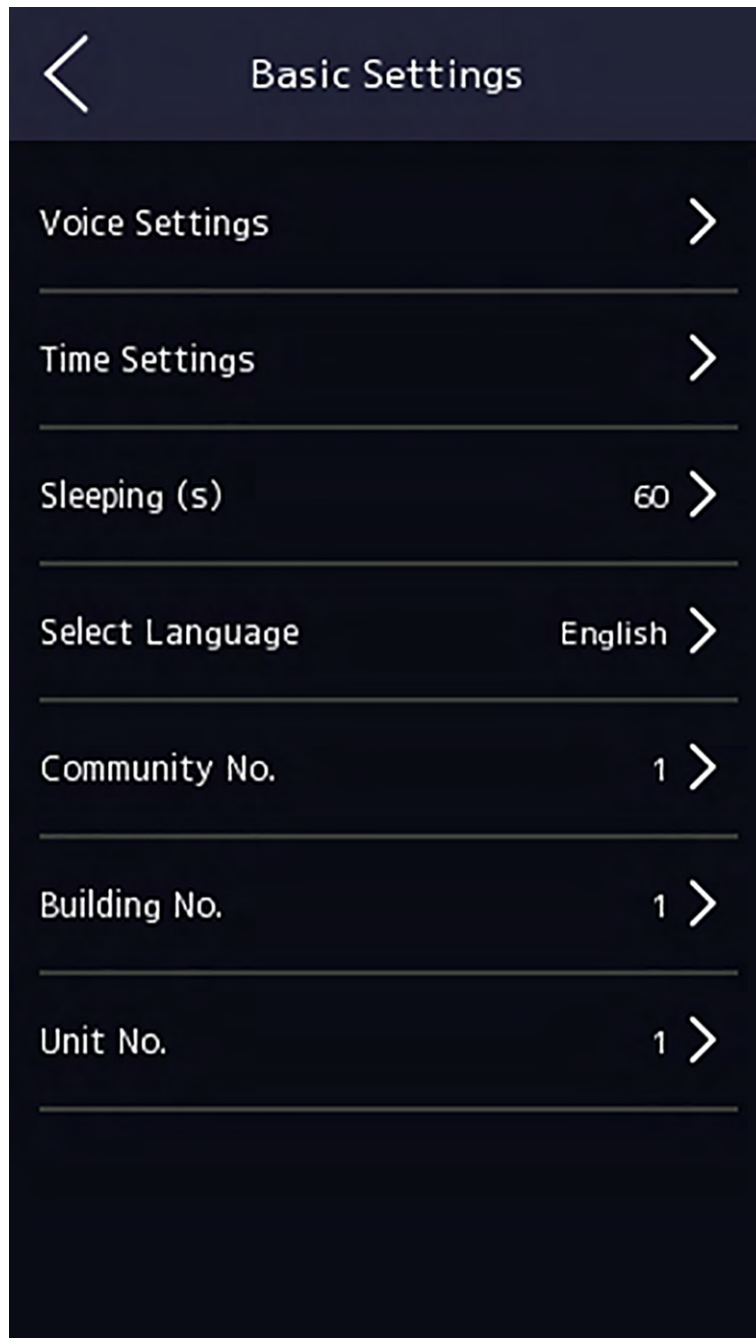 Basic Settings
Voice Settings
Time Settings
Sleeping (s) 60
Select Language English
Community No. 1
Building No. 1
Unit No. 1